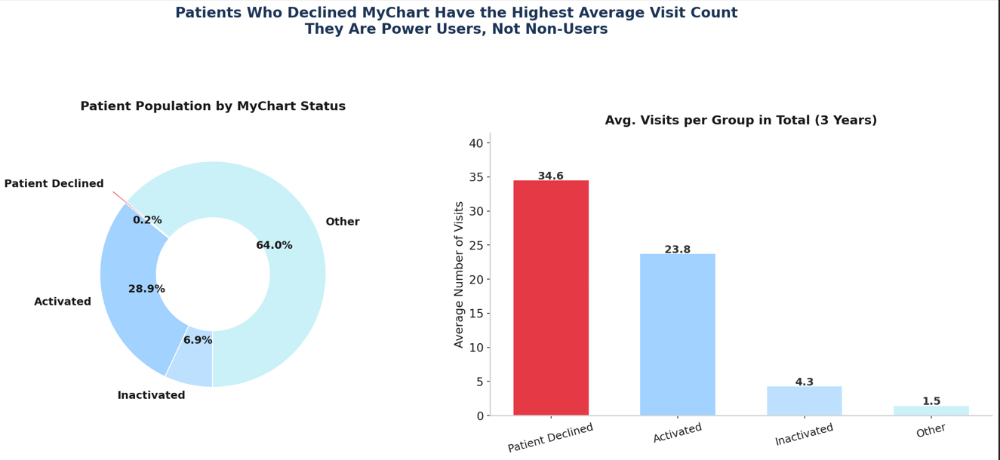 Patients Who Declined MyChart Have the Highest Average Visit Count
They Are Power Users, Not Non-Users
Patient Population by MyChart Status
Patient Declined
0.2%
Other
64.0%
28.9%
Activated
6.9%
Inactivated
Avg. Visits per Group in Total (3 Years)
Average Number of Visits
40
35
30
25
20
15
10
5
0
34.6
23.8
4.3
1.5
Patient Declined
Activated
Inactivated
Other